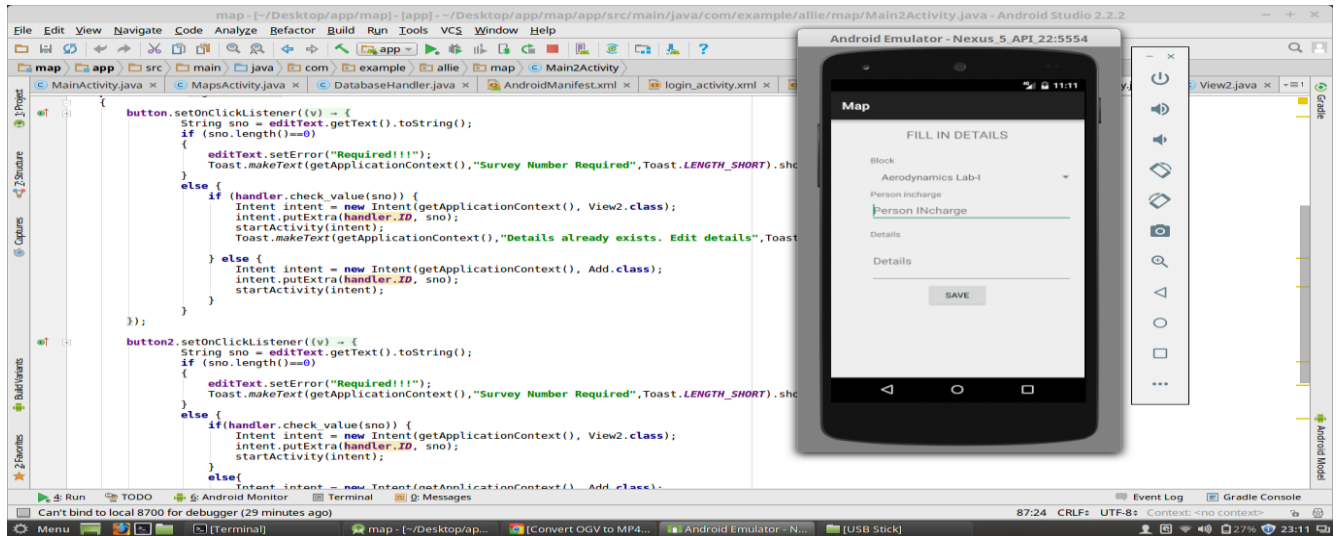 map - [~/Desktop/app/map] - [app] - ~/Desktop/app/map/app/src/main/java/com/example/allie/map/Main2Activity.java - Android Studio 2.2.2
File Edit View Navigate Code Analyze Refactor Build Run Tools VCS Window Help
app
map app src main java com example allie map Main2Activity
MainActivity.java MapsActivity.java DatabaseHandler.java AndroidManifest.xml login_activity.xml View2.java
1: Project
Z: Structure
Captures
Build Variants
2: Favorites
{
button.setOnClickListener((v) → {
String sno = editText.getText().toString();
if (sno.length()==0)
{
editText.setError("Required!!!");
Toast.makeText(getApplicationContext(),"Survey Number Required",Toast.LENGTH_SHORT).sho
}
else {
if (handler.check_value(sno)) {
Intent intent = new Intent(getApplicationContext(), View2.class);
intent.putExtra(handler.ID, sno);
startActivity(intent);
Toast.makeText(getApplicationContext(),"Details already exists. Edit details",Toast
} else {
Intent intent = new Intent(getApplicationContext(), Add.class);
intent.putExtra(handler.ID, sno);
startActivity(intent);
}
}
});
button2.setOnClickListener((v) → {
String sno = editText.getText().toString();
if (sno.length()==0)
{
editText.setError("Required!!!");
Toast.makeText(getApplicationContext(),"Survey Number Required",Toast.LENGTH_SHORT).sho
}
else {
if(handler.check_value(sno)) {
Intent intent = new Intent(getApplicationContext(), View2.class);
intent.putExtra(handler.ID, sno);
startActivity(intent);
}
else{
Intent intent = new Intent(getApplicationContext(), Add.class);
Android Emulator - Nexus_5_API_22:5554
11:11
Map
FILL IN DETAILS
Block
Aerodynamics Lab-I
Person incharge
Person INcharge
Details
Details
SAVE
Gradle
Android Model
4: Run TODO 6: Android Monitor Terminal 0: Messages Event Log Gradle Console
Can't bind to local 8700 for debugger (29 minutes ago) 87:24 CRLF UTF-8 Context: <no context>
Menu [Terminal] map - [~/Desktop/ap... [Convert OGV to MP4... Android Emulator - N... [USB Stick] 27% 23:11